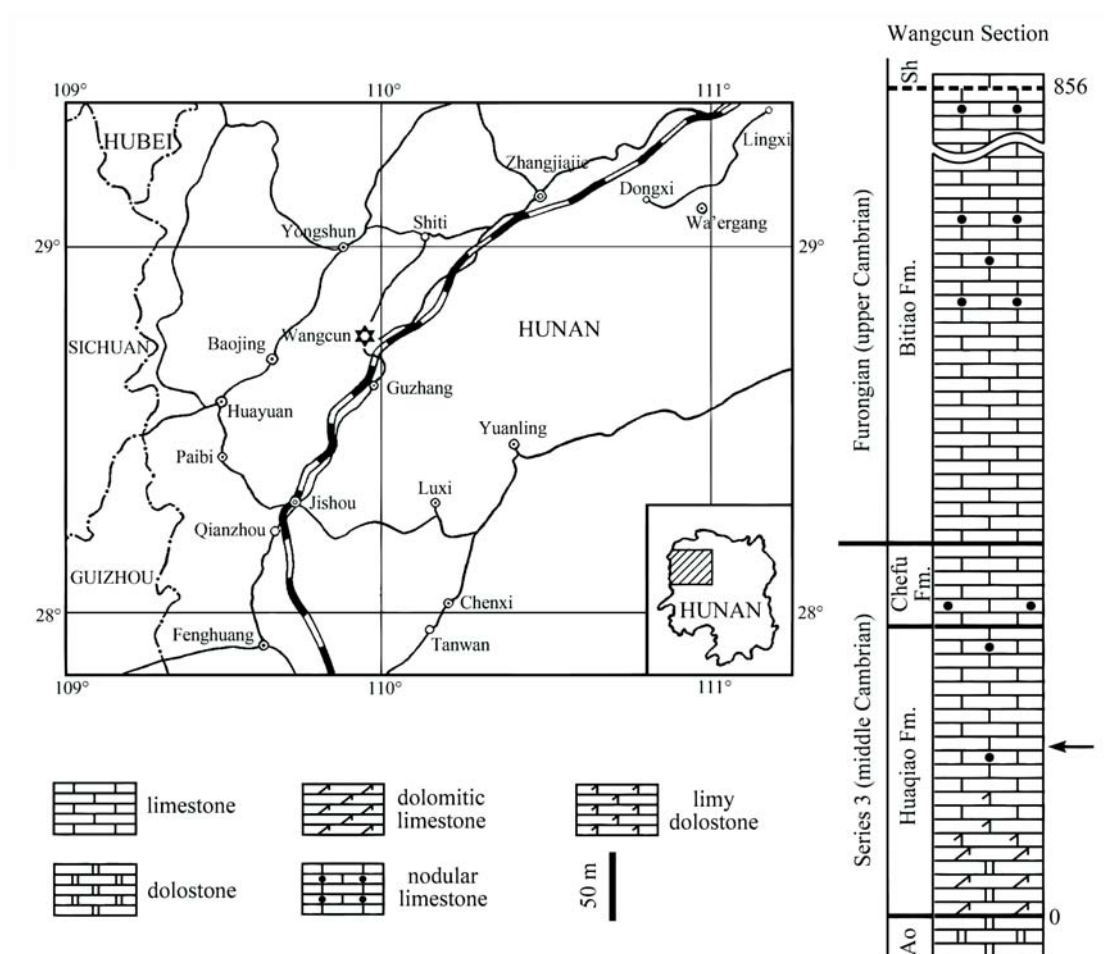 Wangcun Section
109°
110°
111°
HUBEI
Zhangjiajie
Lingxi
Dongxi
Wa'ergang
Shiti
Yongshun
29°
29°
HUNAN
Wangcun
SICHUAN
Baojing
Guzhang
Huayuan
Yuanling
Paibi
Luxi
Jishou
Qianzhou
GUIZHOU
HUNAN
Chenxi
28°
28°
Fenghuang
Tanwan
109°
110°
111°
limestone
dolomitic
limestone
limy
dolostone
dolostone
nodular
limestone
50 m
Sh
856
Furongian (upper Cambrian)
Bitiao Fm.
Chefu
Fm.
Series 3 (middle Cambrian)
Huaqiao Fm.
0
Ao